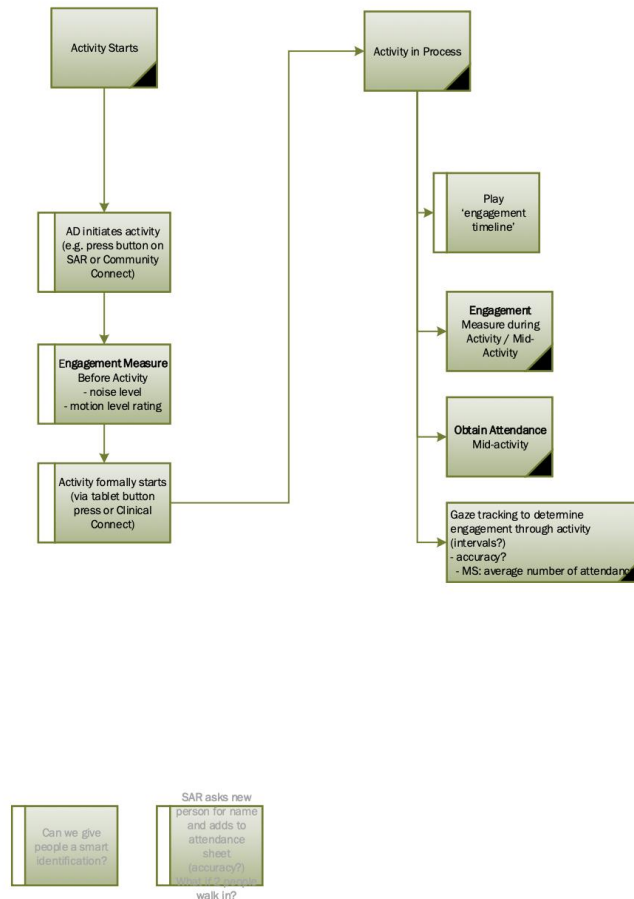 Activity Starts
AD initiates activity
(e.g. press button on
SAR or Community
Connect)
Engagement Measure
Before Activity
- noise level
- motion level rating
Activity formally starts
(via tablet button
press or Clinical
Connect)
Activity in Process
Play
‘engagement
timeline’
Engagement
Measure during
Activity / Mid-
Activity
Obtain Attendance
Mid-activity
Gaze tracking to determine
engagement through activity
(intervals?)
- accuracy?
- MS: average number of attendanc
Can we give
people a smart
identification?
SAR asks new
person for name
and adds to
attendance
sheet
(accuracy?)
What if 2 people
walk in?